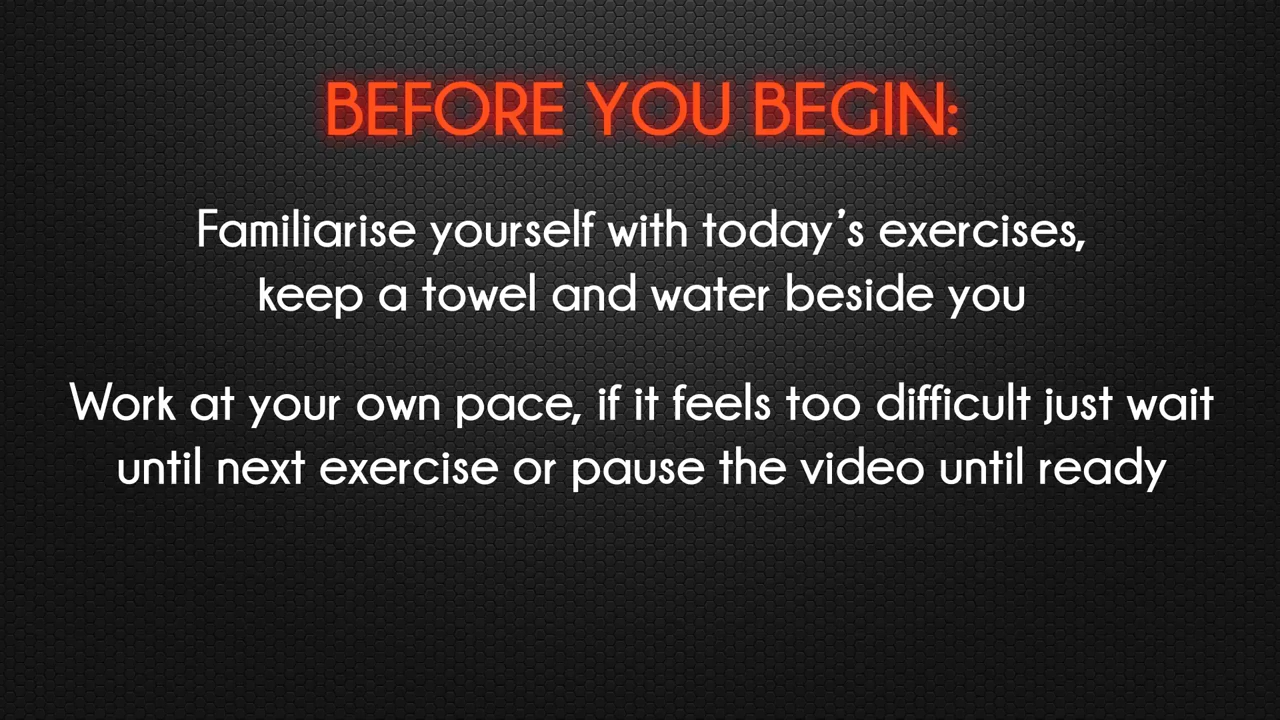 BEFORE YOU BEGIN:
Familiarise yourself with today's exercises,
keep a towel and water beside you
Work at your own pace, if it feels too difficult just wait
until next exercise or pause the video until ready